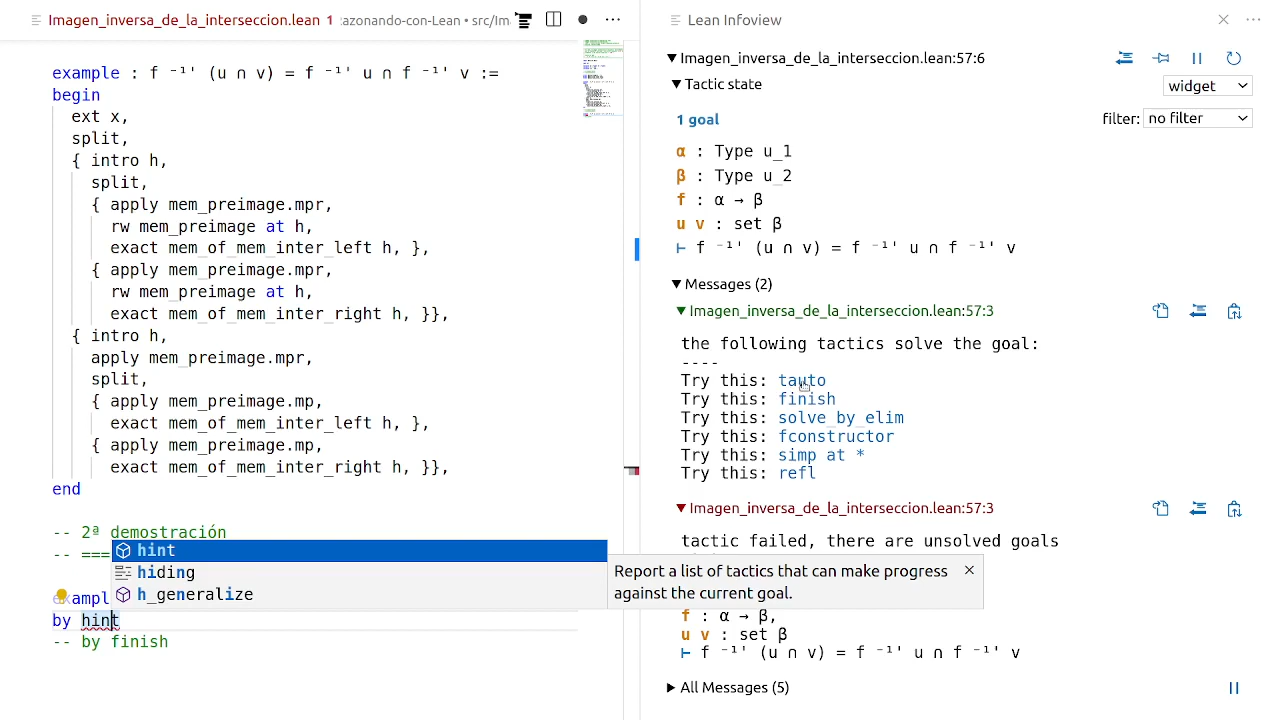 Imagen_inversa_de_la_interseccion.lean 1 :azonando-con-Lean • src/Im
example : f ⁻¹' (u ∩ v) = f ⁻¹' u ∩ f ⁻¹' v :=
begin
ext x,
split,
{ intro h,
split,
{ apply mem_preimage.mpr,
rw mem_preimage at h,
exact mem_of_mem_inter_left h, },
{ apply mem_preimage.mpr,
rw mem_preimage at h,
exact mem_of_mem_inter_right h, }},
{ intro h,
apply mem_preimage.mpr,
split,
{ apply mem_preimage.mp,
exact mem_of_mem_inter_left h, },
{ apply mem_preimage.mp,
exact mem_of_mem_inter_right h, }},
end
-- 2ª demostración
-- ===
hint
hiding
h_generalize
exampl
by hint
-- by finish
Report a list of tactics that can make progress
against the current goal.
Lean Infoview
Imagen_inversa_de_la_interseccion.lean:57:6
Tactic state
widget
1 goal
filter: no filter
α : Type u_1
β : Type u_2
f : α → β
u v : set β
⊢ f ⁻¹' (u ∩ v) = f ⁻¹' u ∩ f ⁻¹' v
Messages (2)
Imagen_inversa_de_la_interseccion.lean:57:3
the following tactics solve the goal:
----
Try this: tauto
Try this: finish
Try this: solve_by_elim
Try this: fconstructor
Try this: simp at *
Try this: refl
Imagen_inversa_de_la_interseccion.lean:57:3
tactic failed, there are unsolved goals
f : α → β,
u v : set β
⊢ f ⁻¹' (u ∩ v) = f ⁻¹' u ∩ f ⁻¹' v
All Messages (5)